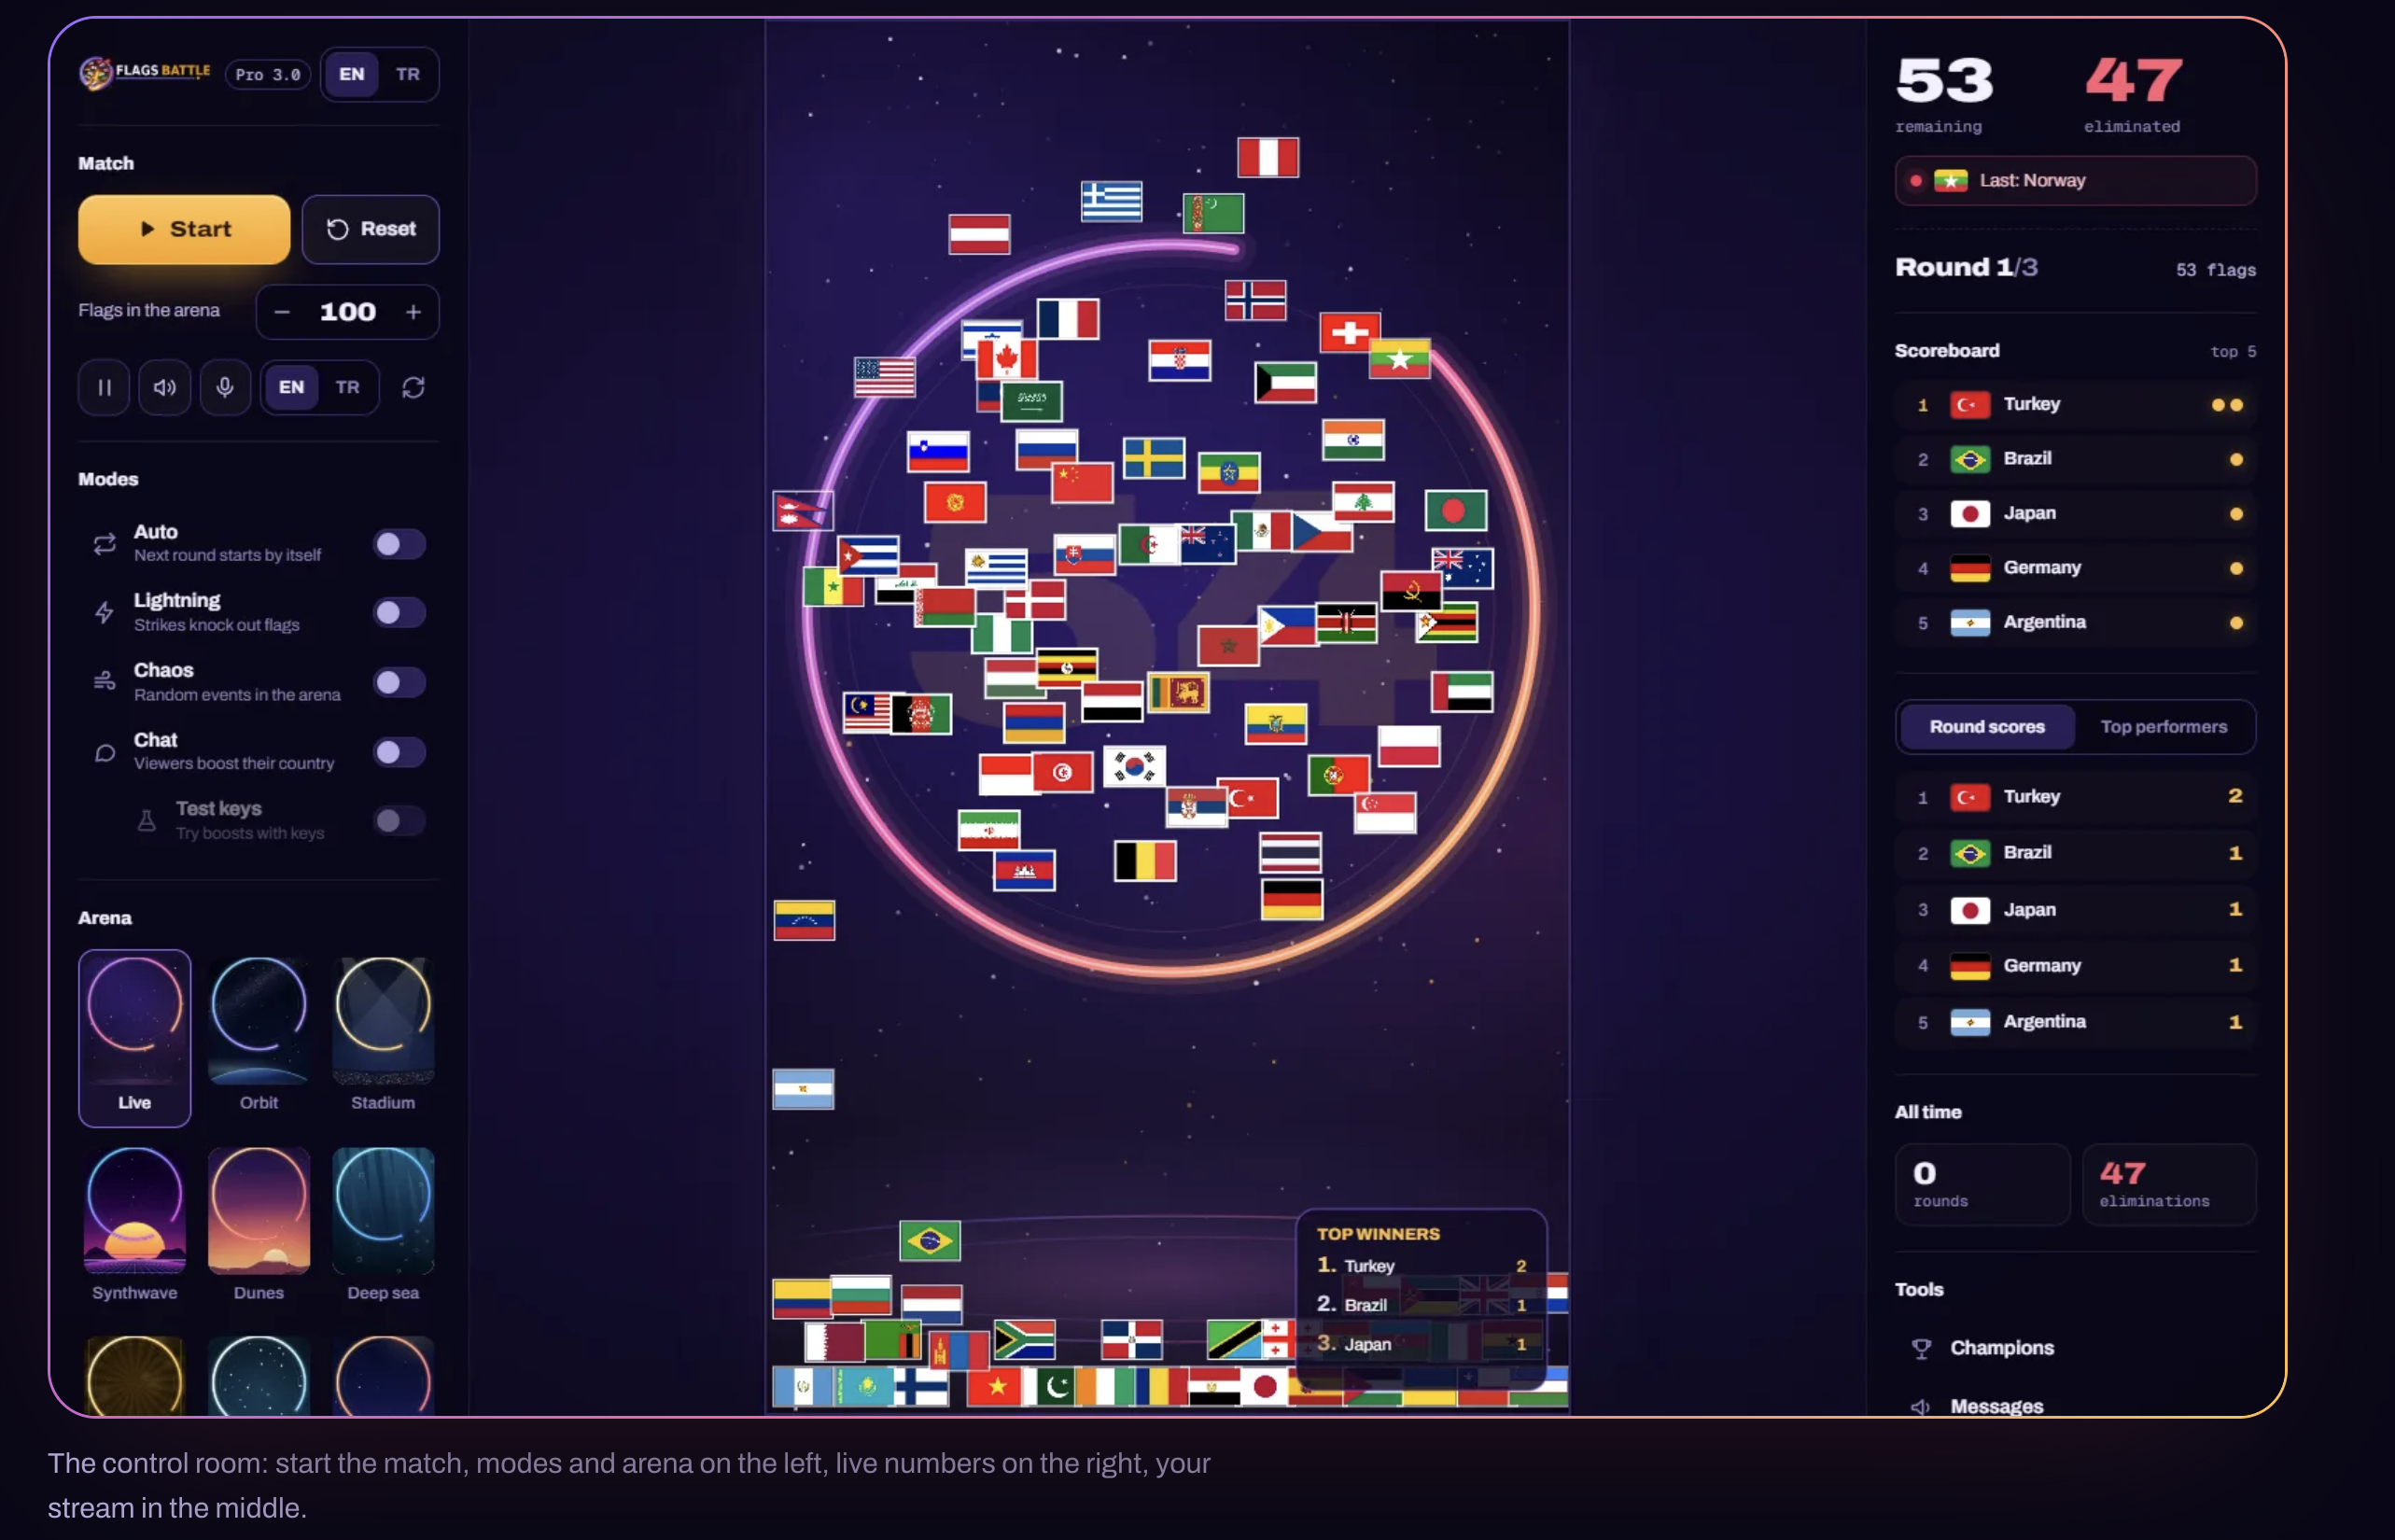 FLAGS BATTLE
Pro 3.0
EN
TR
Match
Start
Reset
Flags in the arena
100
EN
TR
Modes
Auto
Next round starts by itself
Lightning
Strikes knock out flags
Chaos
Random events in the arena
Chat
Viewers boost their country
Test keys
Try boosts with keys
Arena
Live
Orbit
Stadium
Synthwave
Dunes
Deep sea
54
TOP WINNERS
1. Turkey 2
2. Brazil 1
3. Japan 1
53
47
remaining
eliminated
Last: Norway
Round 1/3
53 flags
Scoreboard
top 5
1 Turkey
2 Brazil
3 Japan
4 Germany
5 Argentina
Round scores
Top performers
1 Turkey 2
2 Brazil 1
3 Japan 1
4 Germany 1
5 Argentina 1
All time
0
47
rounds
eliminations
Tools
Champions
Messages
The control room: start the match, modes and arena on the left, live numbers on the right, your
stream in the middle.